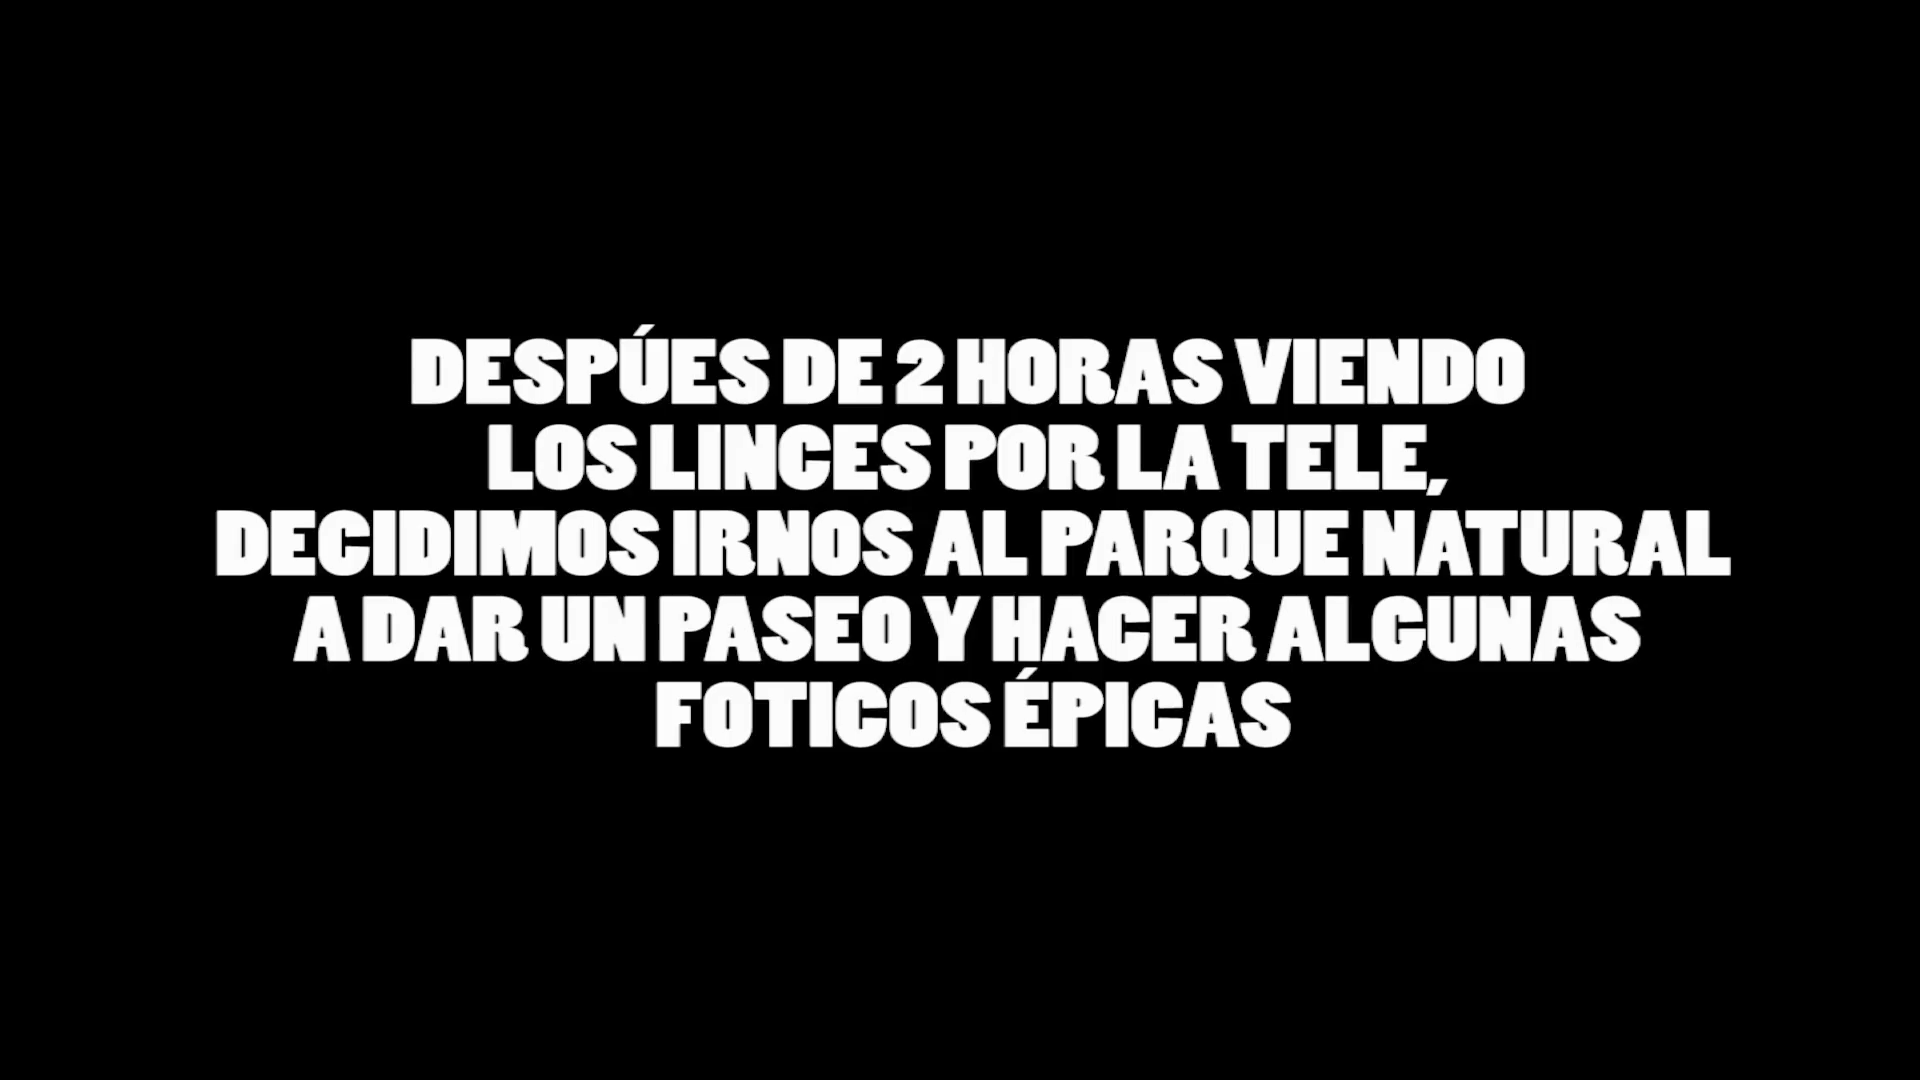 DESPÚES DE 2 HORAS VIENDO
LOS LINCES POR LA TELE,
DECIDIMOS IRNOS AL PARQUE NATURAL
A DAR UN PASEO Y HACER ALGUNAS
FOTICOS ÉPICAS